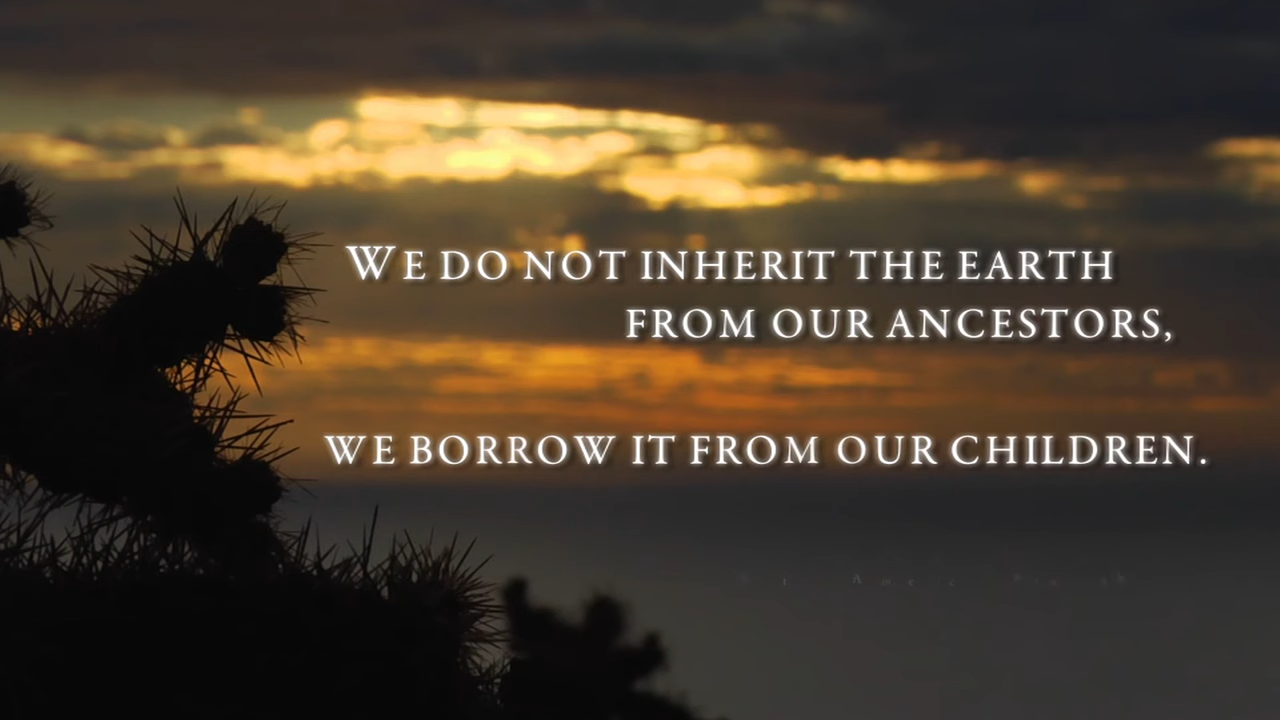 WE DO NOT INHERIT THE EARTH
FROM OUR ANCESTORS,
WE BORROW IT FROM OUR CHILDREN.